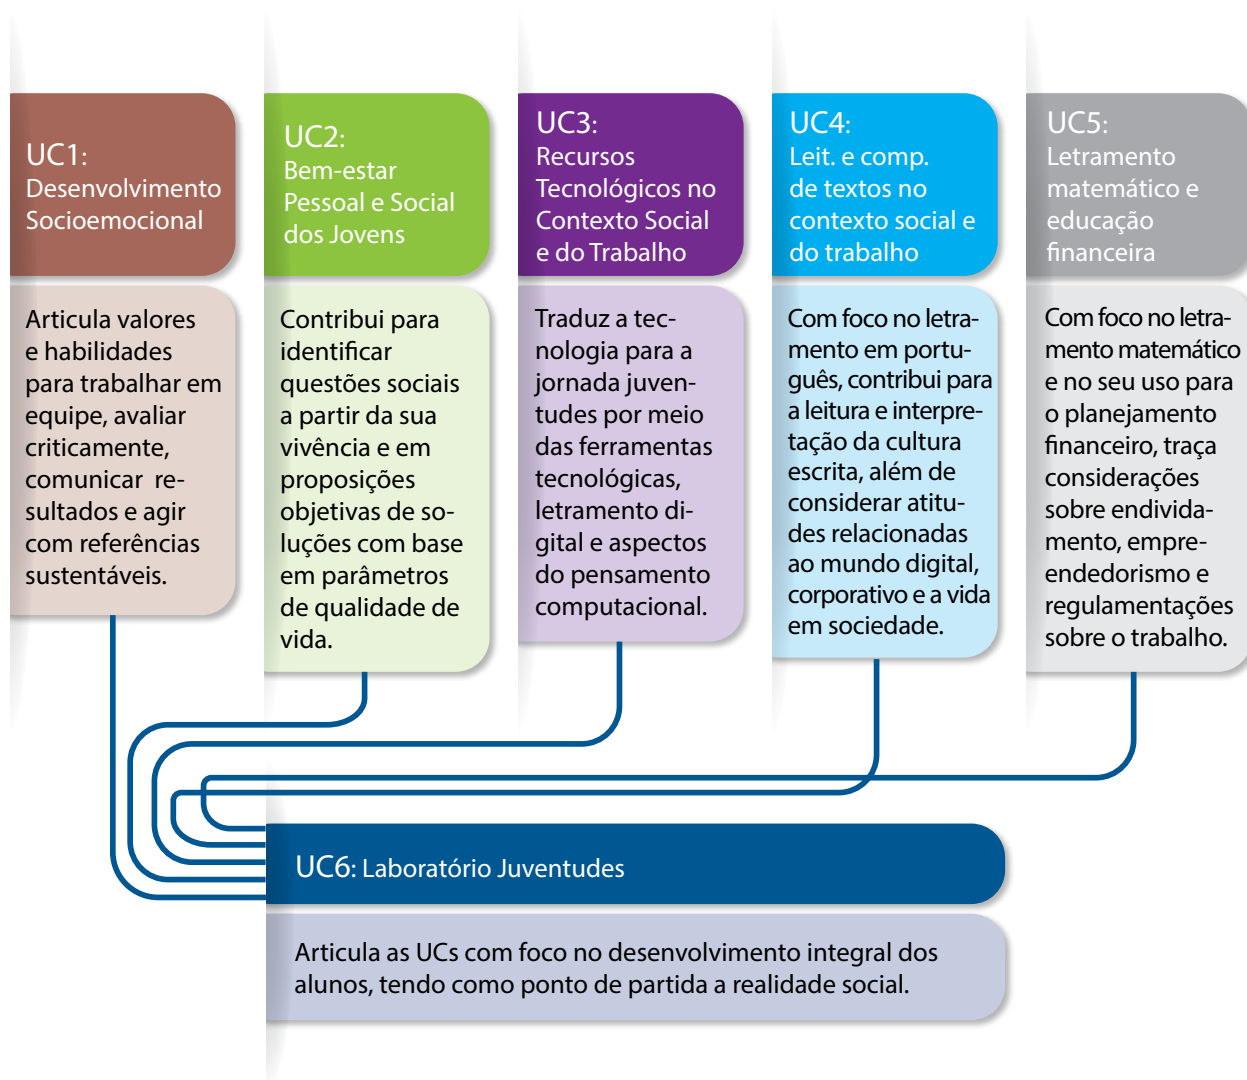 UC1:
Desenvolvimento
Socioemocional
Articula valores
e habilidades
para trabalhar em
equipe, avaliar
criticamente,
comunicar re-
sultados e agir
com referências
sustentáveis.
UC2:
Bem-estar
Pessoal e Social
dos Jovens
Contribui para
identificar
questões sociais
a partir da sua
vivência e em
proposições
objetivas de so-
luções com base
em parâmetros
de qualidade de
vida.
UC3:
Recursos
Tecnológicos no
Contexto Social
e do Trabalho
Traduz a tec-
nologia para a
jornada juven-
tudes por meio
das ferramentas
tecnológicas,
letramento di-
gital e aspectos
do pensamento
computacional.
UC4:
Leit. e comp.
de textos no
contexto social e
do trabalho
Com foco no letra-
mento em portu-
guês, contribui para
a leitura e interpre-
tação da cultura
escrita, além de
considerar atitu-
des relacionadas
ao mundo digital,
corporativo e a vida
em sociedade.
UC5:
Letramento
matemático e
educação
financeira
Com foco no letra-
mento matemático
e no seu uso para
o planejamento
financeiro, traça
considerações
sobre endivida-
mento, empre-
endedorismo e
regulamentações
sobre o trabalho.
UC6: Laboratório Juventudes
Articula as UCs com foco no desenvolvimento integral dos
alunos, tendo como ponto de partida a realidade social.